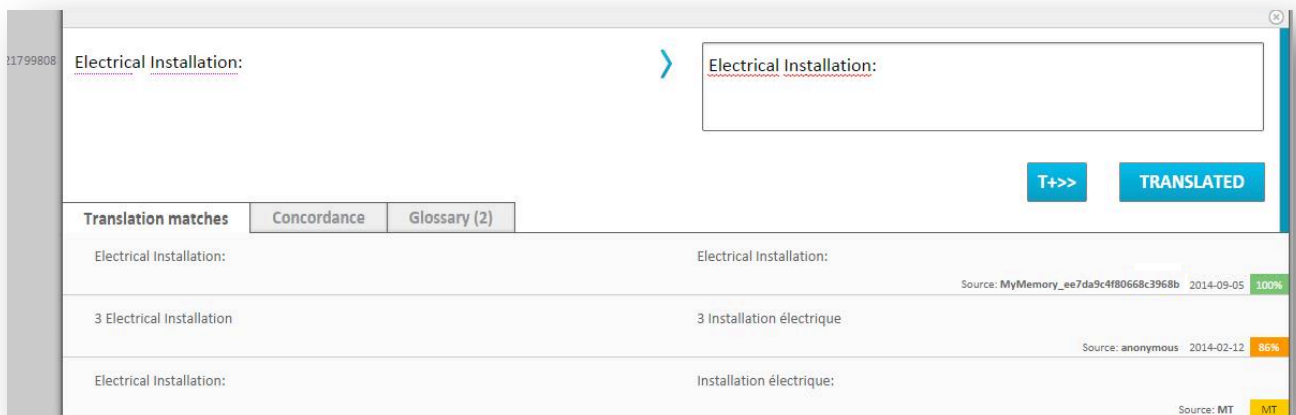 21799808 Electrical Installation: Electrical Installation:
T+>> TRANSLATED
Translation matches Concordance Glossary (2)
Electrical Installation: Electrical Installation:
Source: MyMemory_ee7da9c4f80668c3968b 2014-09-05 100%
3 Electrical Installation 3 Installation électrique
Source: anonymous 2014-02-12 86%
Electrical Installation: Installation électrique:
Source: MT MT